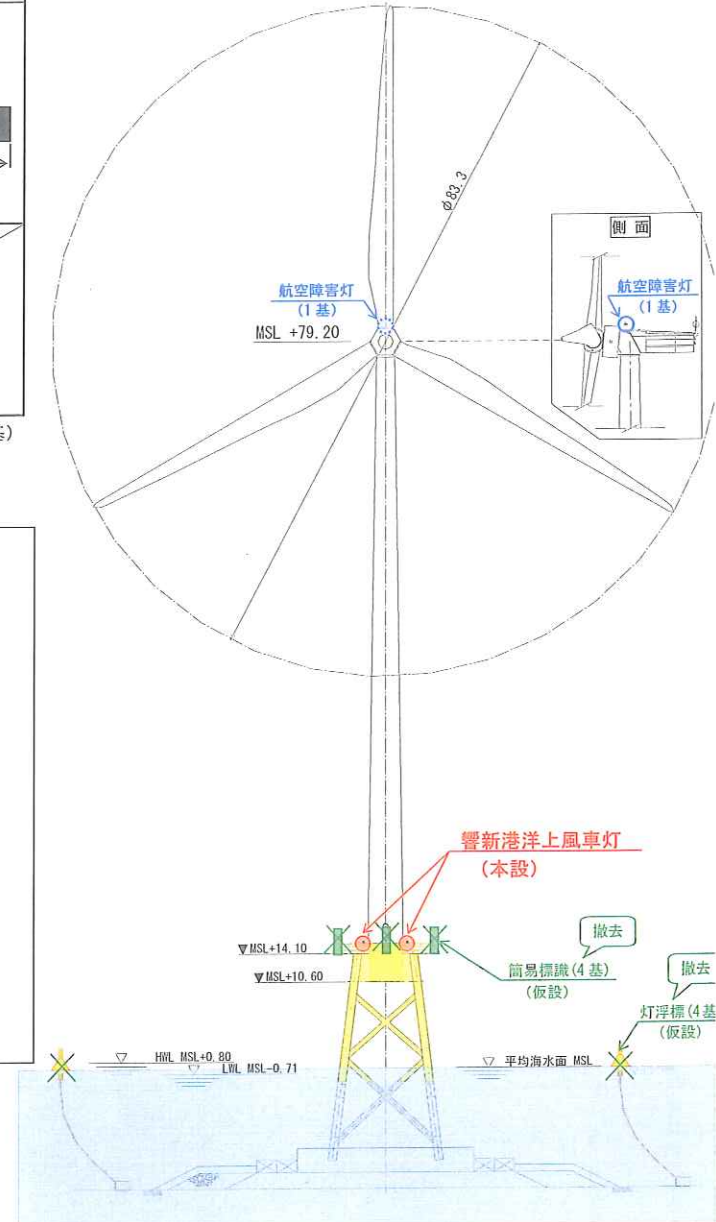 基)
φ83.3
側面
航空障害灯
(1基)
航空障害灯
(1基)
MSL +79.20
響新港洋上風車灯
(本設)
撤去
▼MSL+14.10
簡易標識(4基)
(仮設)
撤去
▼MSL+10.60
灯浮標(4基
(仮設)
▽ HWL MSL+0.80
▽ LWL MSL-0.71
▽ 平均海水面 MSL